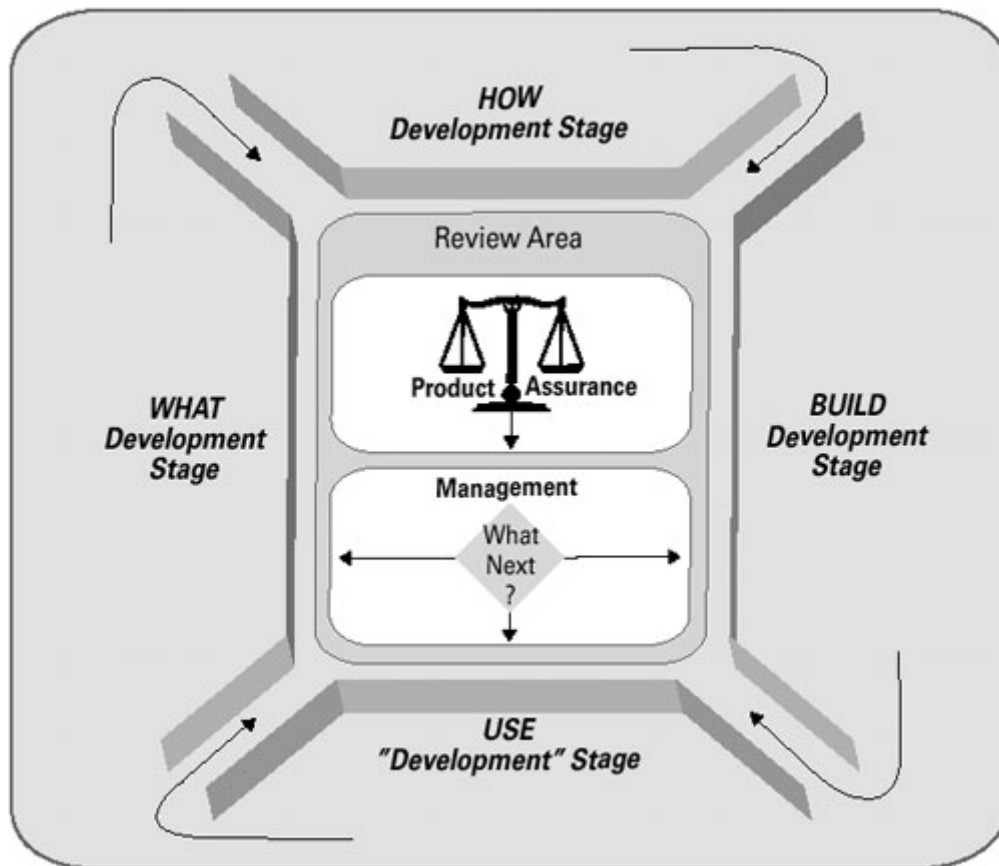 HOW
Development Stage
Review Area
Product Assurance
WHAT
Development
Stage
BUILD
Development
Stage
Management
What
Next
?
USE
”Development” Stage